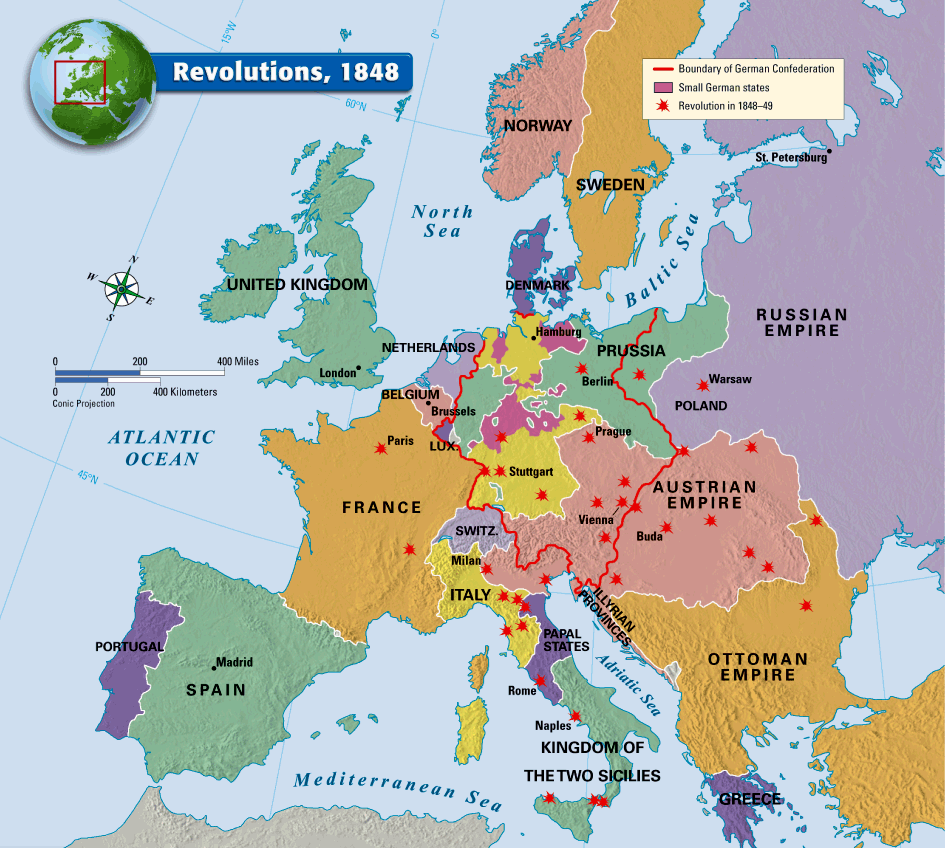 Revolutions, 1848
15°W
0°
60°N
Boundary of German Confederation
Small German states
Revolution in 1848–49
NORWAY
SWEDEN
St. Petersburg
North
Sea
Baltic Sea
N
W
E
S
UNITED KINGDOM
DENMARK
RUSSIAN
EMPIRE
Hamburg
NETHERLANDS
PRUSSIA
0 200 400 Miles
0 200 400 Kilometers
Conic Projection
London
Berlin
Warsaw
POLAND
BELGIUM
Brussels
ATLANTIC
OCEAN
Paris
LUX.
Prague
45°N
Stuttgart
FRANCE
AUSTRIAN
EMPIRE
Vienna
Buda
SWITZ.
Milan
ITALY
ILLYRIAN
PROVINCES
PORTUGAL
Madrid
SPAIN
PAPAL
STATES
Adriatic Sea
OTTOMAN
EMPIRE
Rome
Naples
KINGDOM OF
THE TWO SICILIES
Mediterranean Sea
GREECE